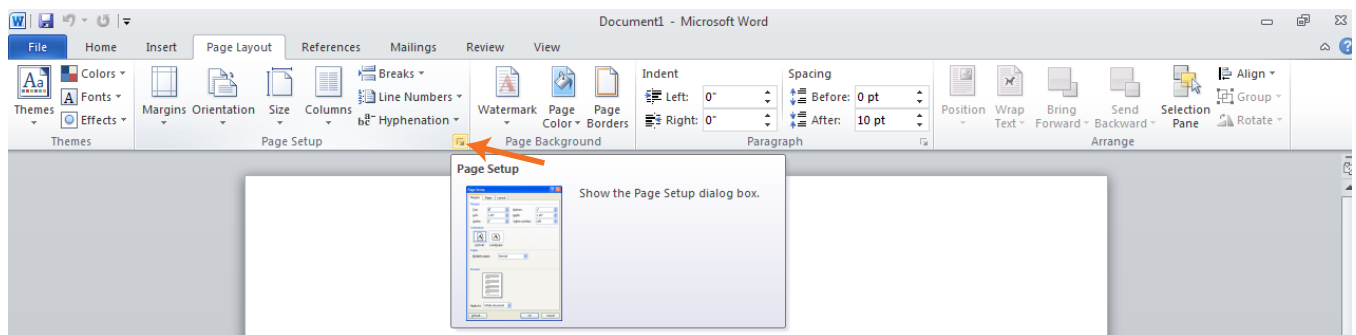 Document1 - Microsoft Word
File Home Insert Page Layout References Mailings Review View
Aa Colors Breaks Indent Spacing Align
A Fonts Line Numbers Left: 0" Before: 0 pt Group
Themes Effects Margins Orientation Size Columns Hyphenation Watermark Page Color Page Borders Right: 0" After: 10 pt Position Wrap Text Bring Forward Send Backward Selection Pane Rotate
Themes Page Setup Page Background Paragraph Arrange
Page Setup
Show the Page Setup dialog box.